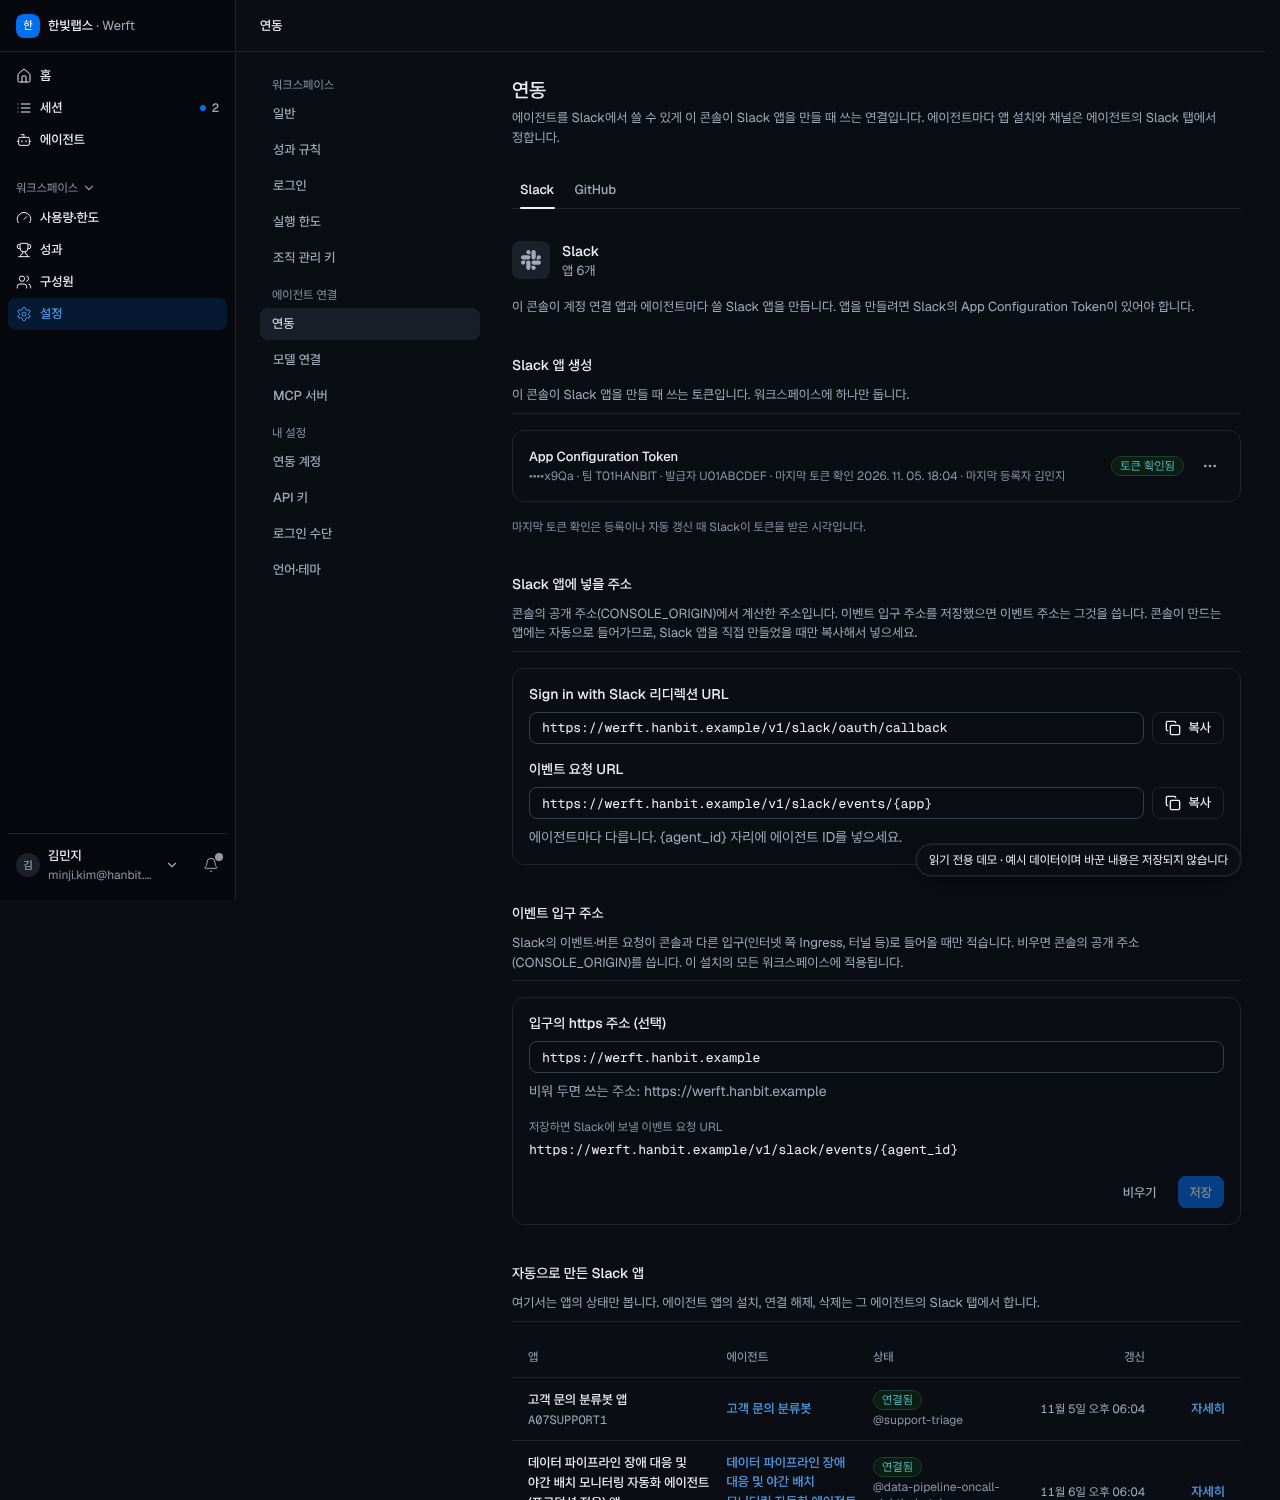 한 한빛랩스 · Werft
홈
세션 2
에이전트
워크스페이스
사용량·한도
성과
구성원
설정
김 김민지
minji.kim@hanbit....
연동
워크스페이스
일반
성과 규칙
로그인
실행 한도
조직 관리 키
에이전트 연결
연동
모델 연결
MCP 서버
내 설정
연동 계정
API 키
로그인 수단
언어·테마
연동
에이전트를 Slack에서 쓸 수 있게 이 콘솔이 Slack 앱을 만들 때 쓰는 연결입니다. 에이전트마다 앱 설치와 채널은 에이전트의 Slack 탭에서
정합니다.
Slack GitHub
Slack
앱 6개
이 콘솔이 계정 연결 앱과 에이전트마다 쓸 Slack 앱을 만듭니다. 앱을 만들려면 Slack의 App Configuration Token이 있어야 합니다.
Slack 앱 생성
이 콘솔이 Slack 앱을 만들 때 쓰는 토큰입니다. 워크스페이스에 하나만 둡니다.
App Configuration Token
••••x9Qa · 팀 T01HANBIT · 발급자 U01ABCDEF · 마지막 토큰 확인 2026. 11. 05. 18:04 · 마지막 등록자 김민지
토큰 확인됨
마지막 토큰 확인은 등록이나 자동 갱신 때 Slack이 토큰을 받은 시각입니다.
Slack 앱에 넣을 주소
콘솔의 공개 주소(CONSOLE_ORIGIN)에서 계산한 주소입니다. 이벤트 입구 주소를 저장했으면 이벤트 주소는 그것을 씁니다. 콘솔이 만드는
앱에는 자동으로 들어가므로, Slack 앱을 직접 만들었을 때만 복사해서 넣으세요.
Sign in with Slack 리디렉션 URL
https://werft.hanbit.example/v1/slack/oauth/callback 복사
이벤트 요청 URL
https://werft.hanbit.example/v1/slack/events/{app} 복사
에이전트마다 다릅니다. {agent_id} 자리에 에이전트 ID를 넣으세요.
읽기 전용 데모 · 예시 데이터이며 바꾼 내용은 저장되지 않습니다
이벤트 입구 주소
Slack의 이벤트·버튼 요청이 콘솔과 다른 입구(인터넷 쪽 Ingress, 터널 등)로 들어올 때만 적습니다. 비우면 콘솔의 공개 주소
(CONSOLE_ORIGIN)를 씁니다. 이 설치의 모든 워크스페이스에 적용됩니다.
입구의 https 주소 (선택)
https://werft.hanbit.example
비워 두면 쓰는 주소: https://werft.hanbit.example
저장하면 Slack에 보낼 이벤트 요청 URL
https://werft.hanbit.example/v1/slack/events/{agent_id}
비우기 저장
자동으로 만든 Slack 앱
여기서는 앱의 상태만 봅니다. 에이전트 앱의 설치, 연결 해제, 삭제는 그 에이전트의 Slack 탭에서 합니다.
앱 에이전트 상태 갱신
고객 문의 분류봇 앱
A07SUPPORT1
고객 문의 분류봇
연결됨
@support-triage
11월 5일 오후 06:04
자세히
데이터 파이프라인 장애 대응 및
야간 배치 모니터링 자동화 에이전트
데이터 파이프라인 장애
대응 및 야간 배치
연결됨
@data-pipeline-oncall-
11월 6일 오후 06:04
자세히